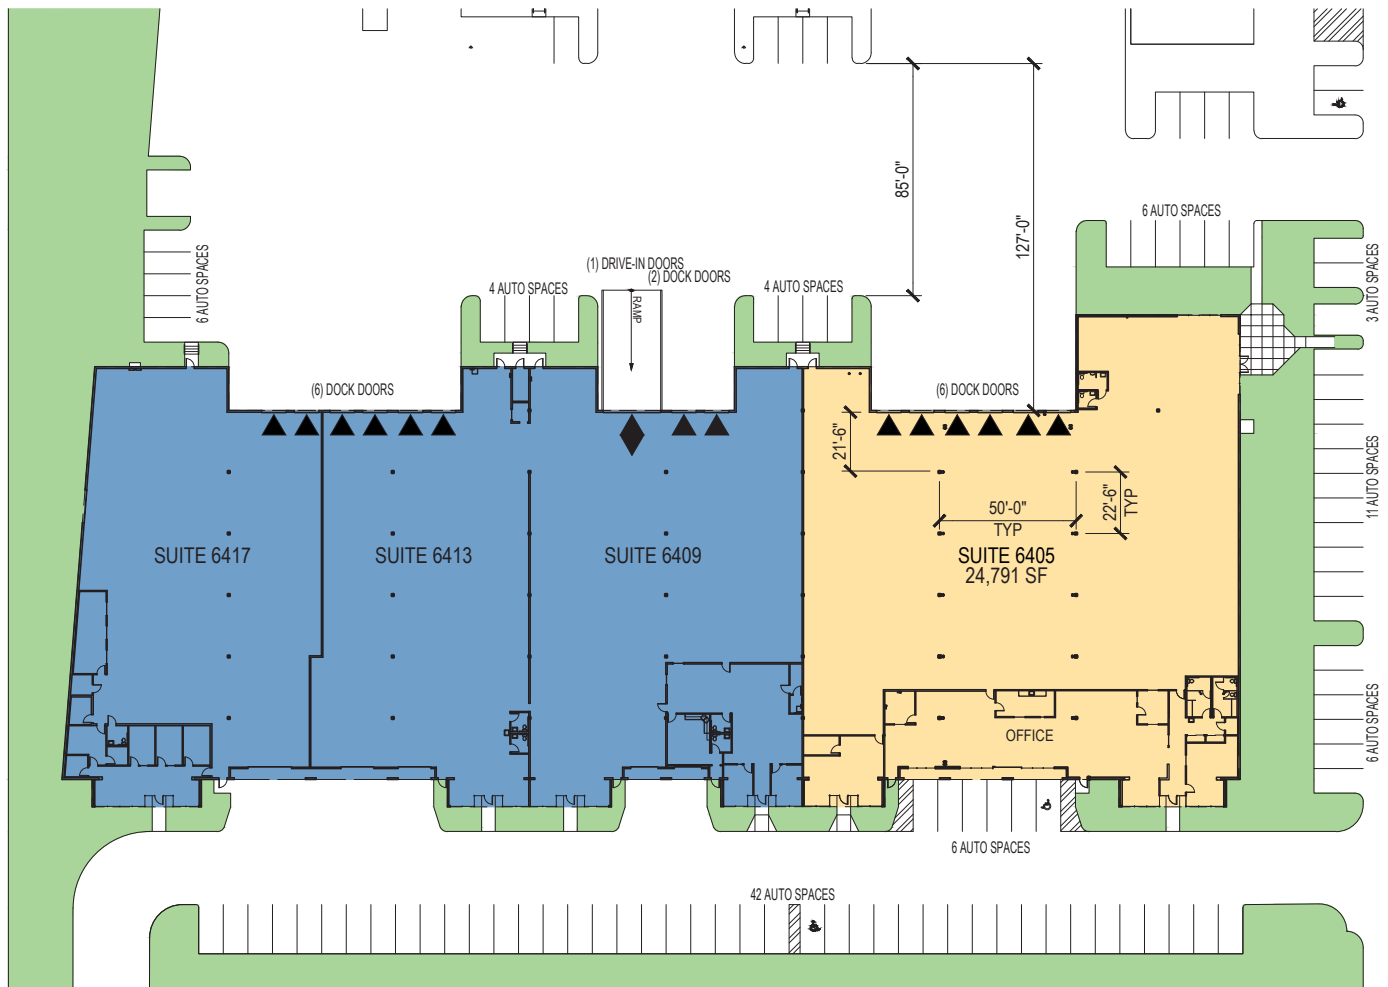 85'-0"
127'-0"
6 AUTO SPACES
3 AUTO SPACES
6 AUTO SPACES
(1) DRIVE-IN DOORS
(2) DOCK DOORS
4 AUTO SPACES
RAMP
4 AUTO SPACES
(6) DOCK DOORS
(6) DOCK DOORS
21'-6"
11 AUTO SPACES
50'-0"
TYP
22'-6"
TYP
SUITE 6417
SUITE 6413
SUITE 6409
SUITE 6405
24,791 SF
OFFICE
6 AUTO SPACES
6 AUTO SPACES
42 AUTO SPACES